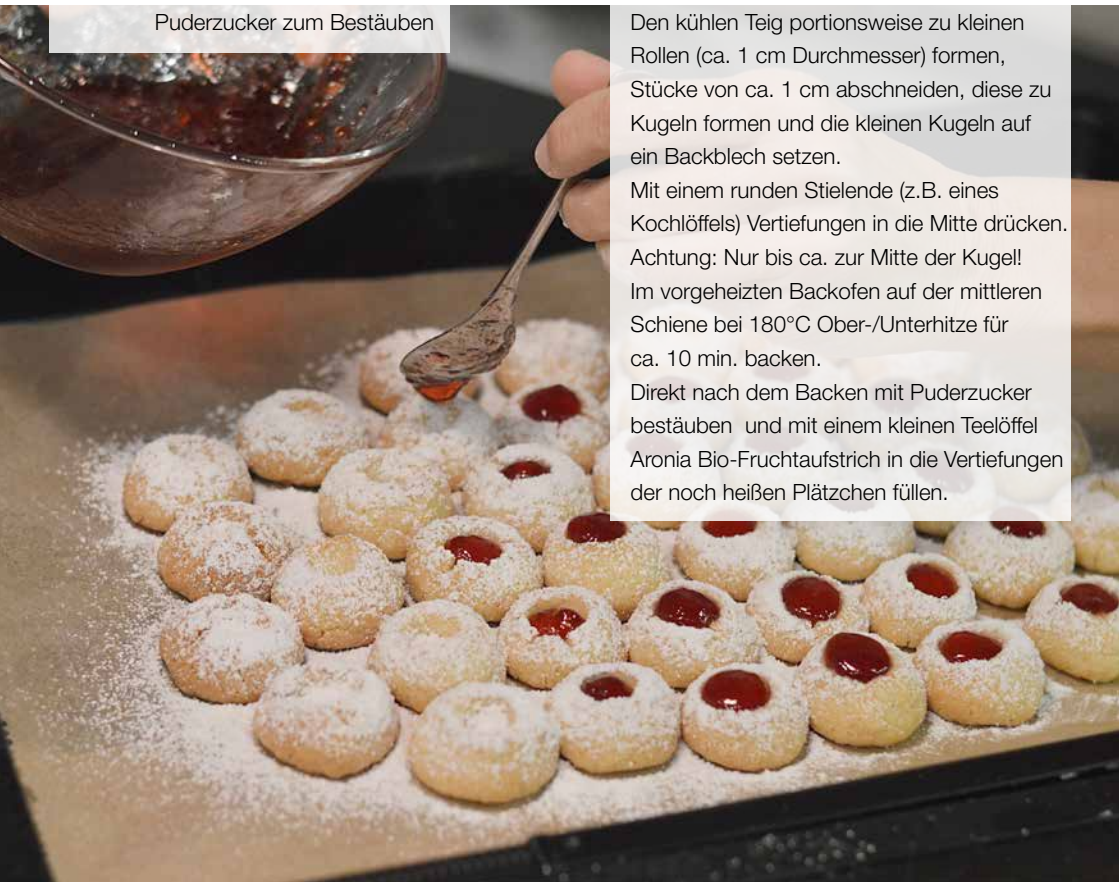 Puderzucker zum Bestäuben
Den kühlen Teig portionsweise zu kleinen
Rollen (ca. 1 cm Durchmesser) formen,
Stücke von ca. 1 cm abschneiden, diese zu
Kugeln formen und die kleinen Kugeln auf
ein Backblech setzen.
Mit einem runden Stielende (z.B. eines
Kochlöffels) Vertiefungen in die Mitte drücken.
Achtung: Nur bis ca. zur Mitte der Kugel!
Im vorgeheizten Backofen auf der mittleren
Schiene bei 180°C Ober-/Unterhitze für
ca. 10 min. backen.
Direkt nach dem Backen mit Puderzucker
bestäuben  und mit einem kleinen Teelöffel
Aronia Bio-Fruchtaufstrich in die Vertiefungen
der noch heißen Plätzchen füllen.